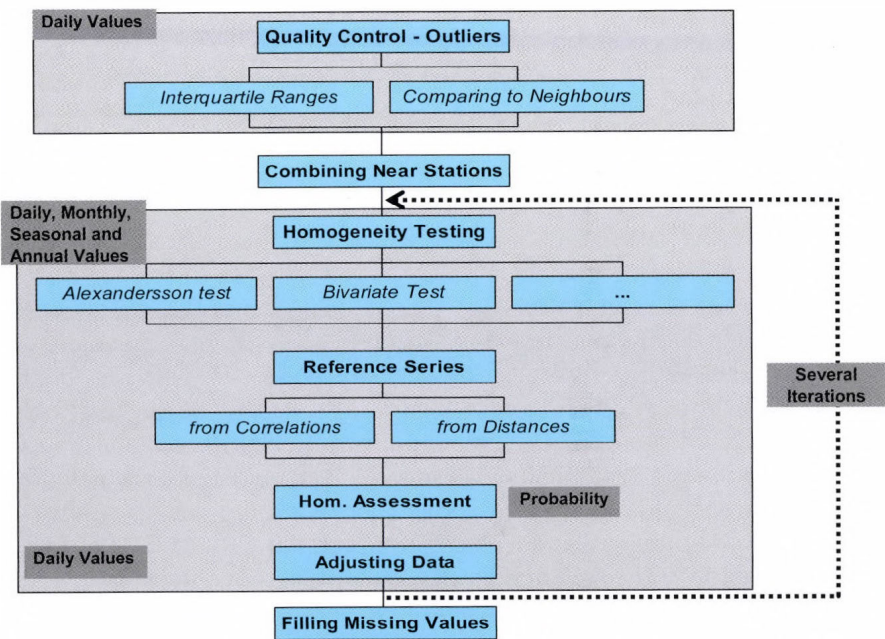 Daily Values
Quality Control - Outliers
Interquartile Ranges
Comparing to Neighbours
Combining Near Stations
Daily, Monthly,
Seasonal and
Annual Values
Homogeneity Testing
Alexandersson test
Bivariate Test
...
Reference Series
Several
Iterations
from Correlations
from Distances
Hom. Assessment
Probability
Daily Values
Adjusting Data
Filling Missing Values